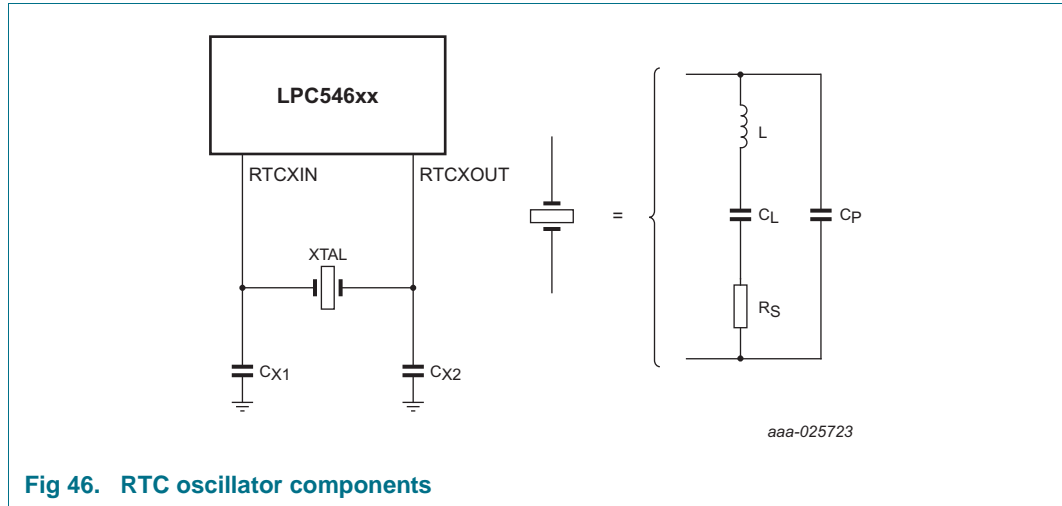 LPC546xx
RTCXIN
RTCXOUT
XTAL
CX1
CX2
=
L
CL
CP
RS
aaa-025723
Fig 46. RTC oscillator components